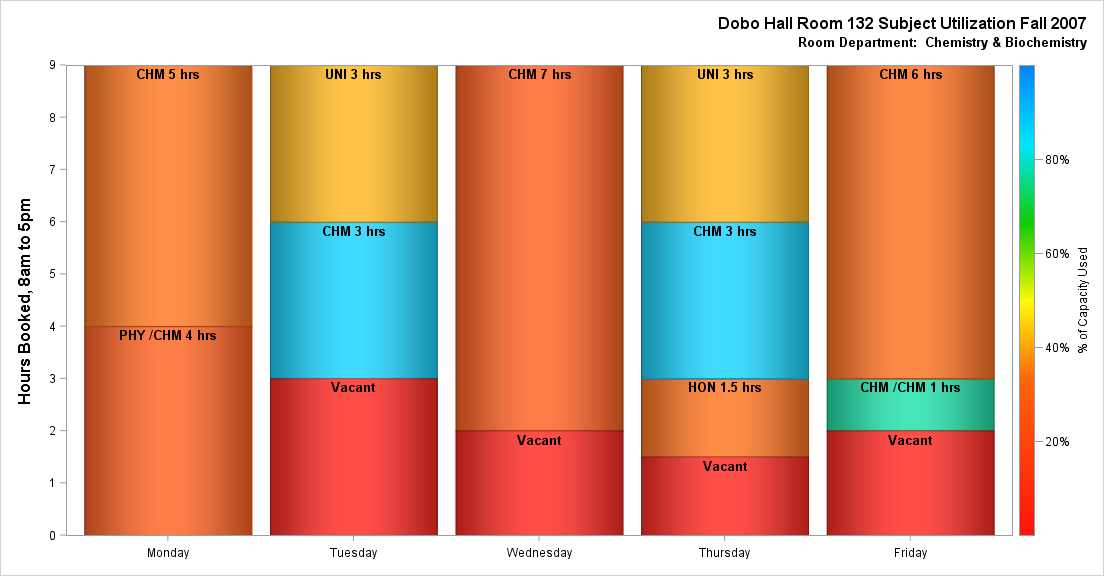 Dobo Hall Room 132 Subject Utilization Fall 2007
Room Department:  Chemistry & Biochemistry
Hours Booked, 8am to 5pm
9
8
7
6
5
4
3
2
1
0
CHM 5 hrs
PHY /CHM 4 hrs
UNI 3 hrs
CHM 3 hrs
Vacant
CHM 7 hrs
Vacant
UNI 3 hrs
CHM 3 hrs
HON 1.5 hrs
Vacant
CHM 6 hrs
CHM /CHM 1 hrs
Vacant
Monday
Tuesday
Wednesday
Thursday
Friday
80%
60%
40%
20%
% of Capacity Used